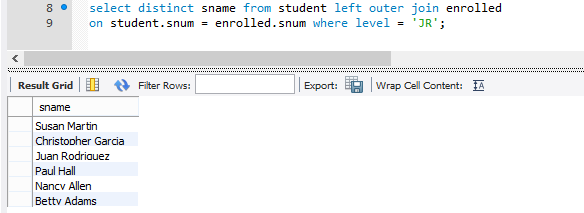 8 select distinct sname from student left outer join enrolled
9 on student.snum = enrolled.snum where level = 'JR';
Result Grid Filter Rows: Export: Wrap Cell Content: IA
sname
Susan Martin
Christopher Garcia
Juan Rodriguez
Paul Hall
Nancy Allen
Betty Adams